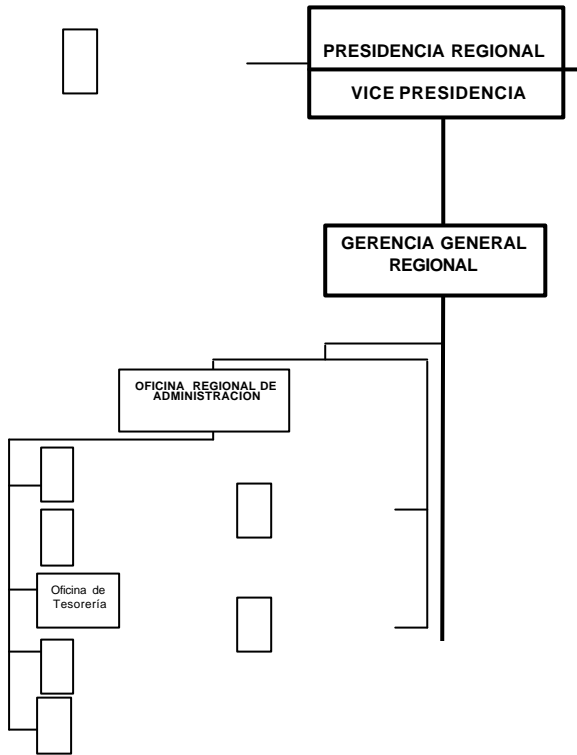 PRESIDENCIA REGIONAL
VICE PRESIDENCIA
GERENCIA GENERAL
REGIONAL
OFICINA REGIONAL DE
ADMINISTRACION
Oficina de
Tesorería